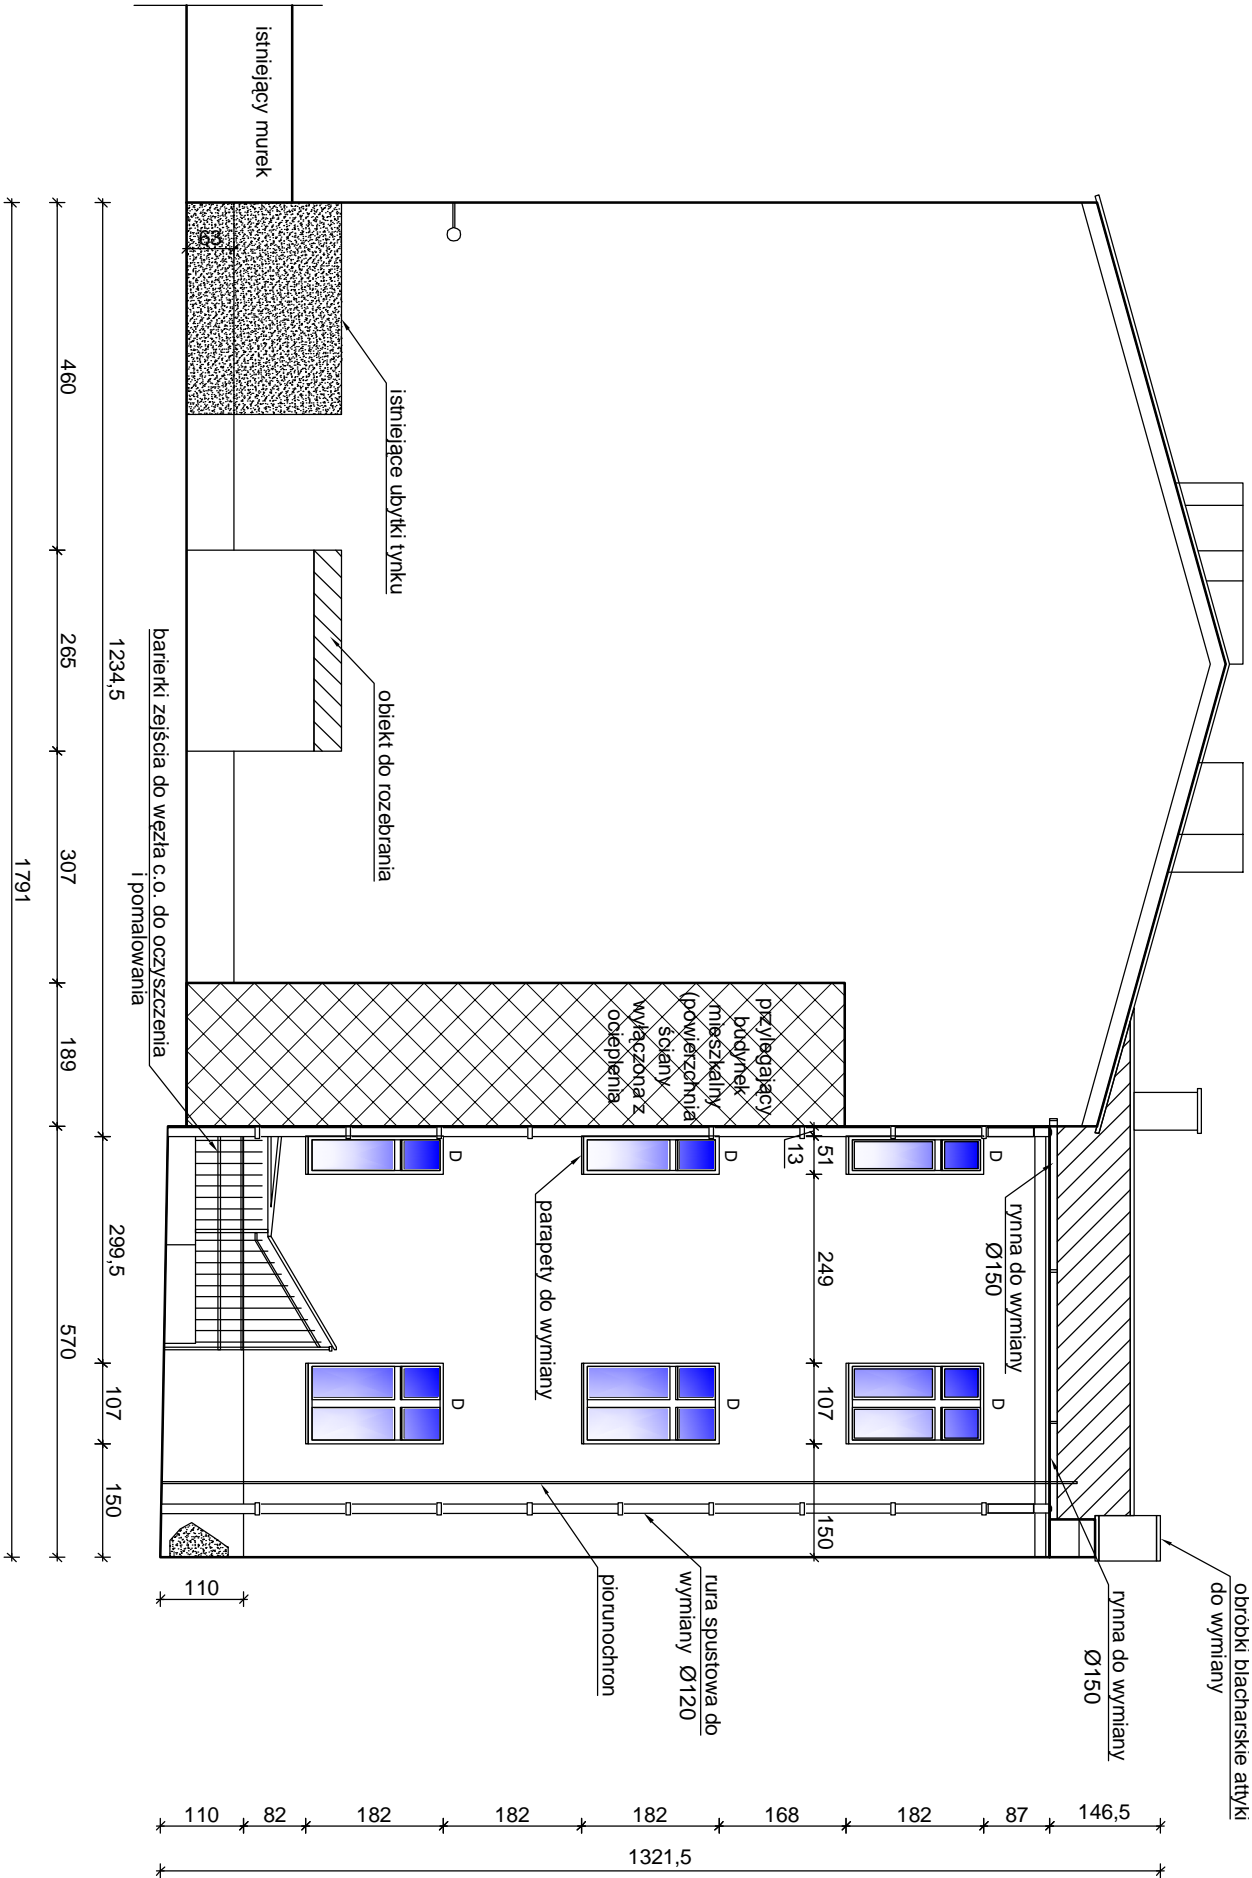 istniejący murek
63
istniejące ubytki tynku
obiekt do rozebrania
przylegający
budynek
mieszkalny
(powierzchnia
ściany
wyłączona z
ocieplenia
barierki zejścia do węzła c.o. do oczyszczenia
i pomalowania
parapety do wymiany
rynna do wymiany
Ø150
rynna do wymiany
Ø150
obróbki blacharskie attyki
do wymiany
rura spustowa do
wymiany Ø120
piorunochron
D
D
D
D
D
D
13
51
249
107
150
1234,5
299,5
107
150
460
265
307
189
570
1791
110
110
82
182
182
182
168
182
87
146,5
1321,5